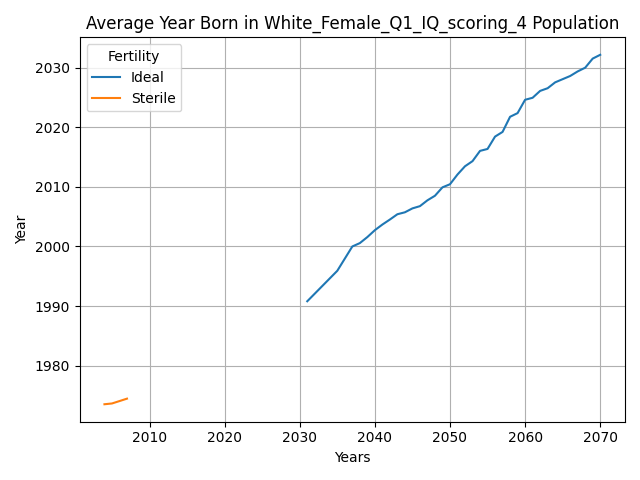 Average Year Born in White_Female_Q1_IQ_scoring_4 Population
Fertility
Ideal
Sterile
Year
2030
2020
2010
2000
1990
1980
2010 2020 2030 2040 2050 2060 2070
Years